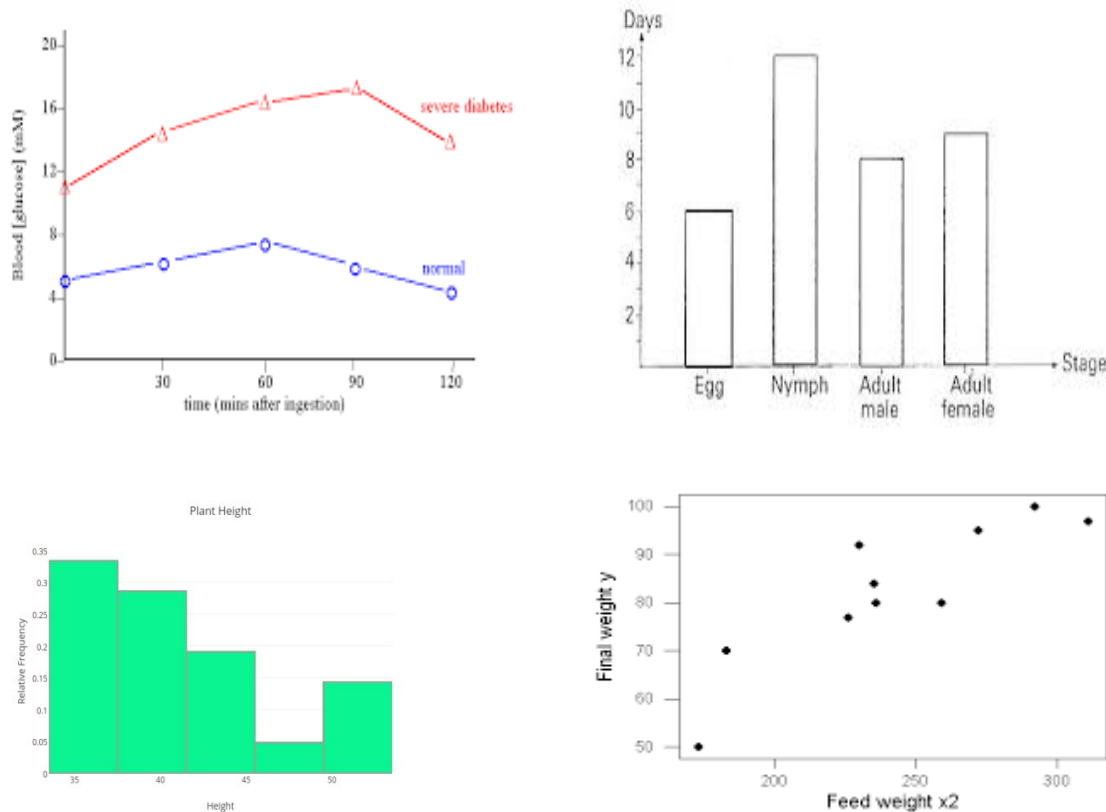 20
16
12
8
4
0
Blood [glucose] (mM)
severe diabetes
normal
30 60 90 120
time (mins after ingestion)
Days
12
10
8
6
4
2
Stage
Egg Nymph Adult male Adult female
Plant Height
0.35
0.3
0.25
0.2
0.15
0.1
0.05
0
Relative Frequency
35 40 45 50
Height
100
90
80
70
60
50
Final weight y
200 250 300
Feed weight x2